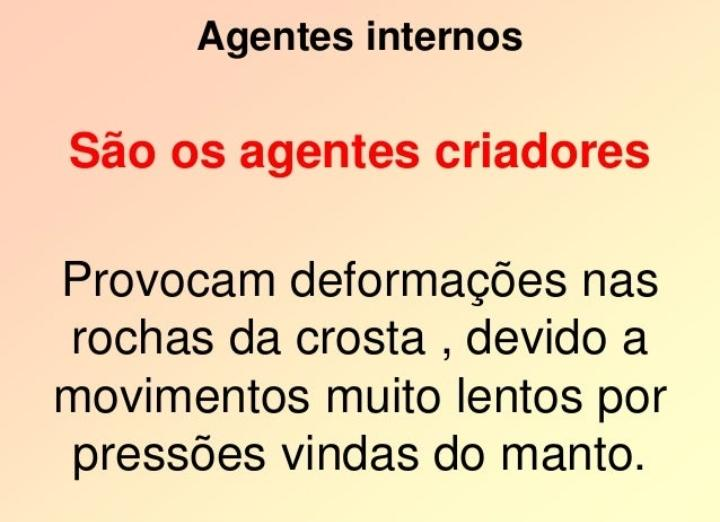 Agentes internos
São os agentes criadores
Provocam deformações nas
rochas da crosta , devido a
movimentos muito lentos por
pressões vindas do manto.